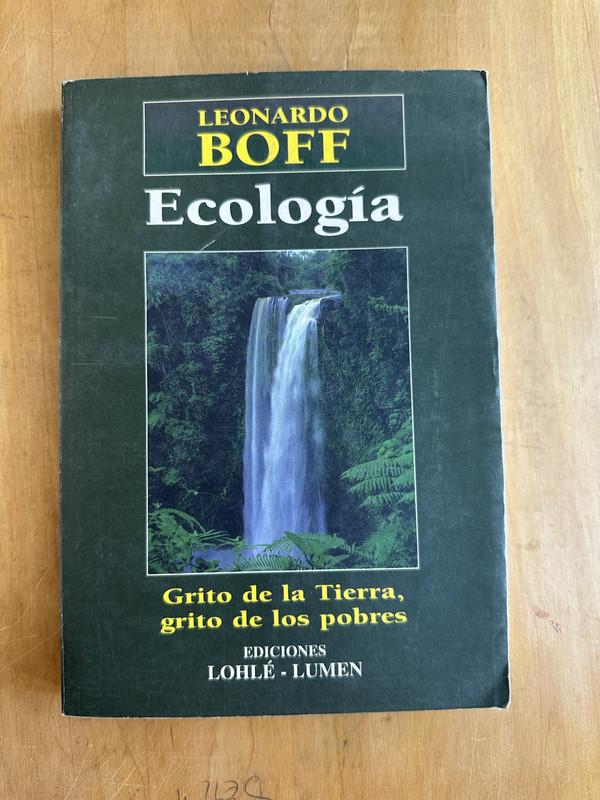 LEONARDO
BOFF
Ecología
Grito de la Tierra,
grito de los pobres
EDICIONES
LOHLÉ - LUMEN